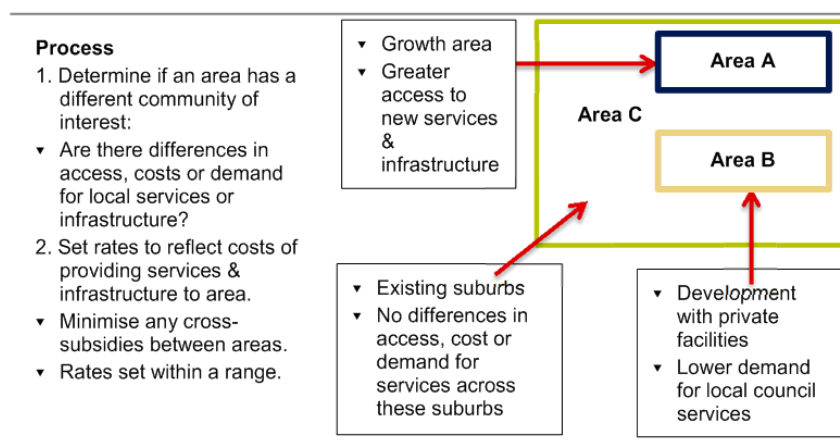 Process
1. Determine if an area has a
different community of
interest:
▼ Are there differences in
access, costs or demand
for local services or
infrastructure?
2. Set rates to reflect costs of
providing services &
infrastructure to area.
▼ Minimise any cross-
subsidies between areas.
▼ Rates set within a range.
▼ Growth area
▼ Greater
access to
new services
&
infrastructure
Area A
Area C
Area B
▼ Existing suburbs
▼ No differences in
access, cost or
demand for
services across
these suburbs
▼ Development
with private
facilities
▼ Lower demand
for local council
services